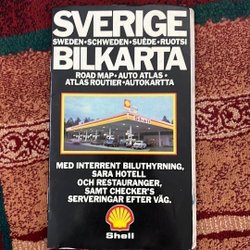 SVERIGE
SWEDEN•SCHWEDEN•SUÈDE•RUOTSI
BILKARTA
ROAD MAP•AUTO ATLAS•
ATLAS ROUTIER•AUTOKARTTA
Shell
MED INTERRENT BILUTHYRNING,
SARA HOTELL
OCH RESTAURANGER,
SAMT CHECKER'S
SERVERINGAR EFTER VÄG.
Shell